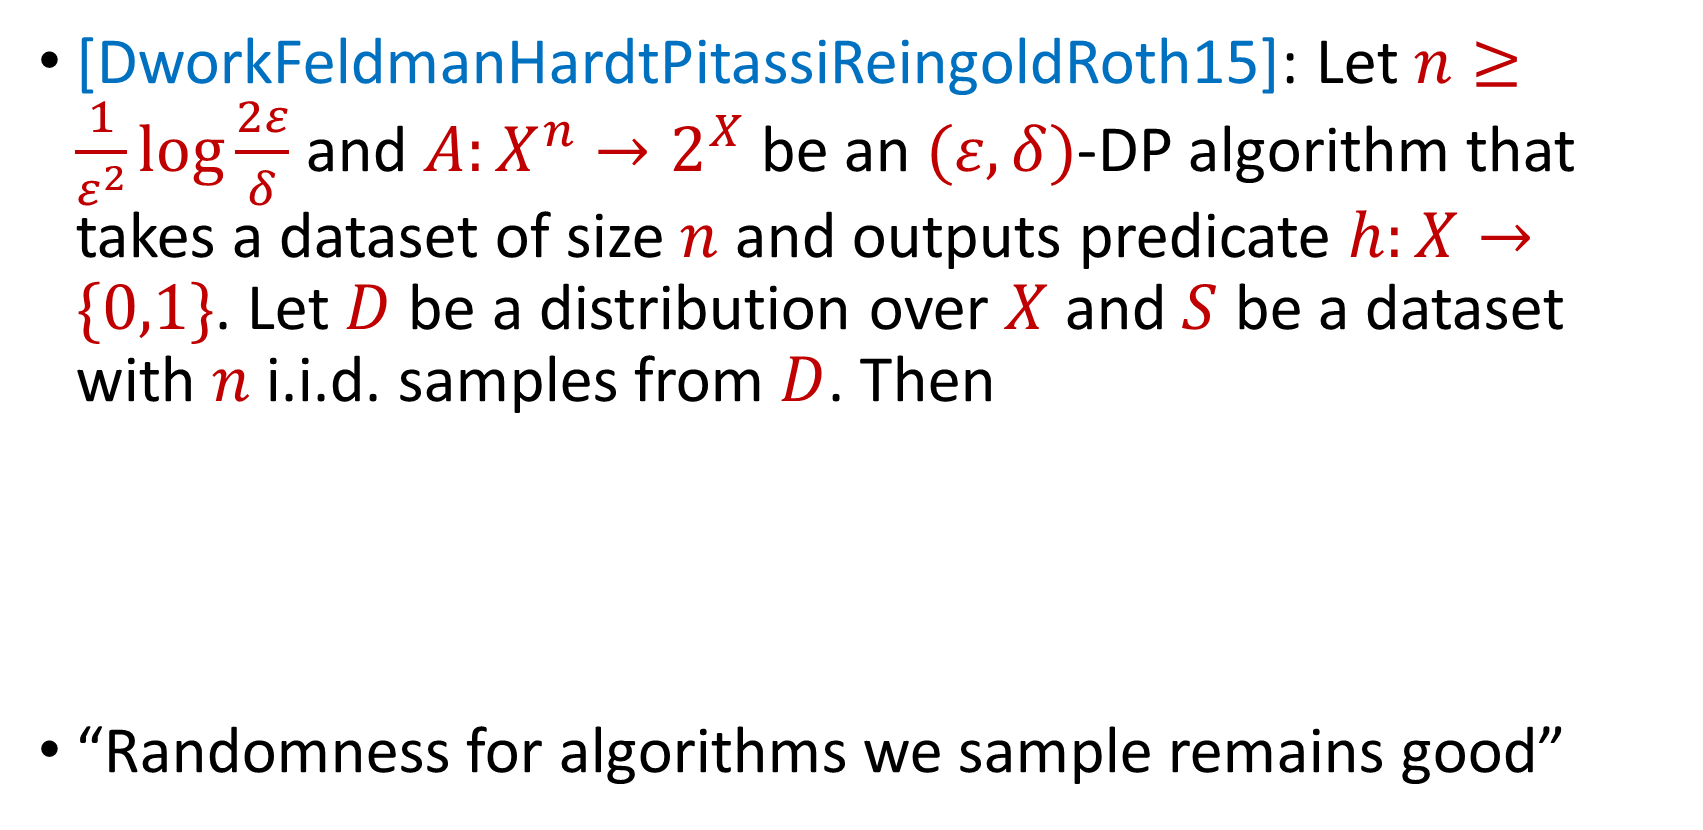 • [DworkFeldmanHardtPitassiReingoldRoth15]: Let n ≥
1/ε² log 2ε/δ and A: Xⁿ → 2^X be an (ε, δ)-DP algorithm that
takes a dataset of size n and outputs predicate h: X →
{0,1}. Let D be a distribution over X and S be a dataset
with n i.i.d. samples from D. Then
• “Randomness for algorithms we sample remains good”